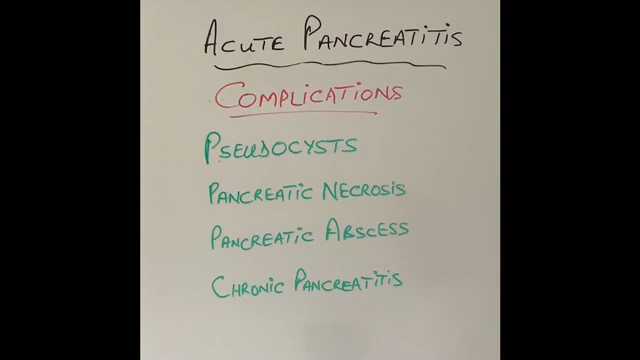 ACUTE PANCREATITIS
COMPLICATIONS
PSEUDOCYSTS
PANCREATIC NECROSIS
PANCREATIC ABSCESS
CHRONIC PANCREATITIS